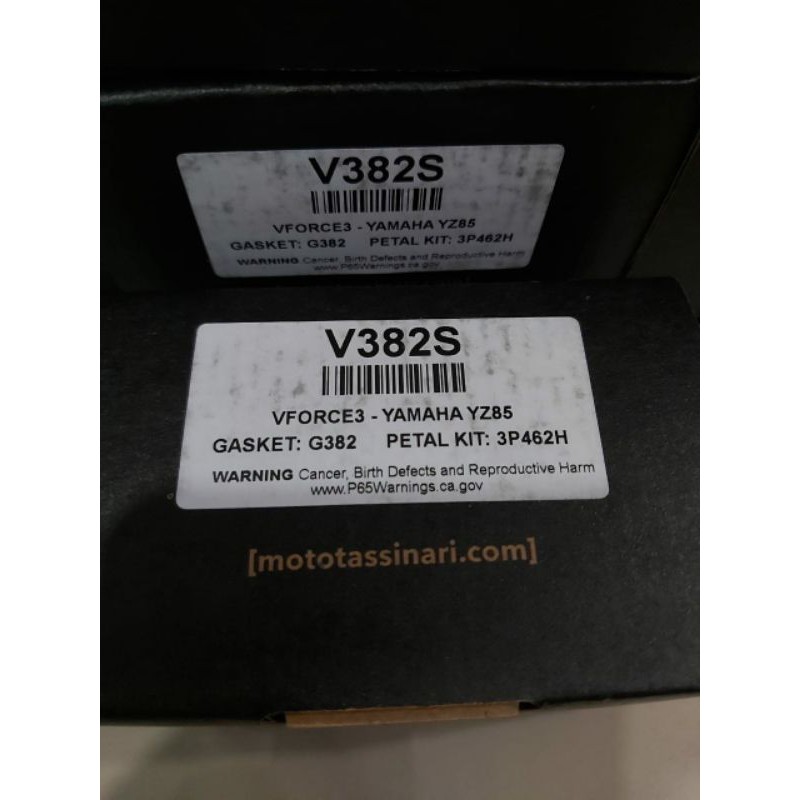 V382S
VFORCE3 - YAMAHA YZ85
GASKET: G382 PETAL KIT: 3P462H
WARNING Cancer, Birth Defects and Reproductive Harm
www.P65Warnings.ca.gov
V382S
VFORCE3 - YAMAHA YZ85
GASKET: G382 PETAL KIT: 3P462H
WARNING Cancer, Birth Defects and Reproductive Harm
www.P65Warnings.ca.gov
[mototassinari.com]